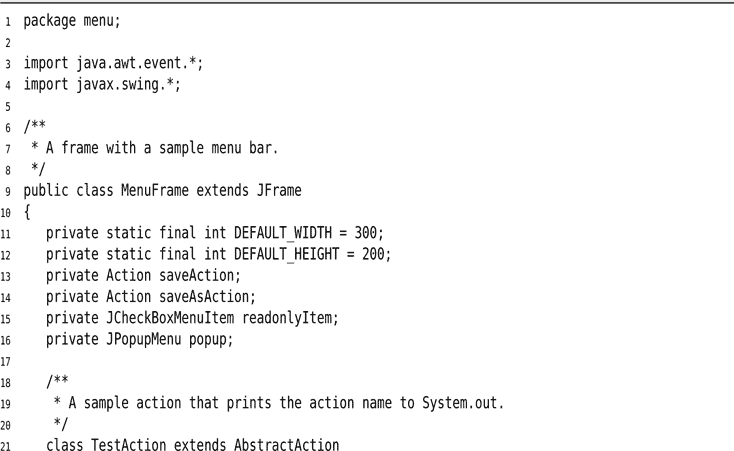 1 package menu;
2
3 import java.awt.event.*;
4 import javax.swing.*;
5
6 /**
7  * A frame with a sample menu bar.
8  */
9 public class MenuFrame extends JFrame
10 {
11    private static final int DEFAULT_WIDTH = 300;
12    private static final int DEFAULT_HEIGHT = 200;
13    private Action saveAction;
14    private Action saveAsAction;
15    private JCheckBoxMenuItem readonlyItem;
16    private JPopupMenu popup;
17
18    /**
19     * A sample action that prints the action name to System.out.
20     */
21    class TestAction extends AbstractAction